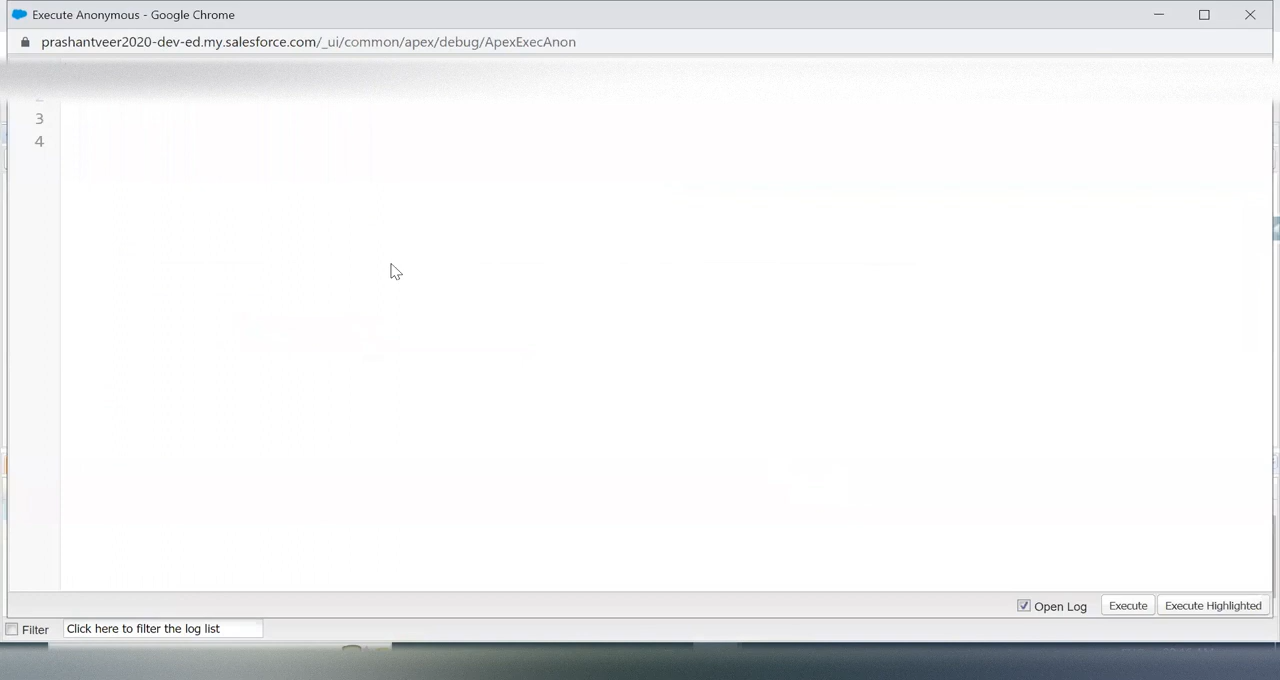 Execute Anonymous - Google Chrome
prashantveer2020-dev-ed.my.salesforce.com/_ui/common/apex/debug/ApexExecAnon
3
4
Open Log Execute Execute Highlighted
Filter Click here to filter the log list